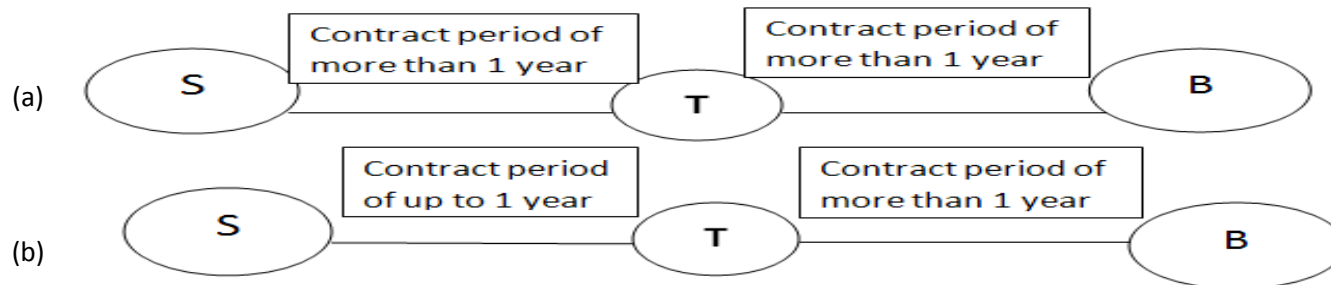 Contract period of
more than 1 year
Contract period of
more than 1 year
(a)
S
T
B
Contract period
of up to 1 year
Contract period of
more than 1 year
(b)
S
T
B